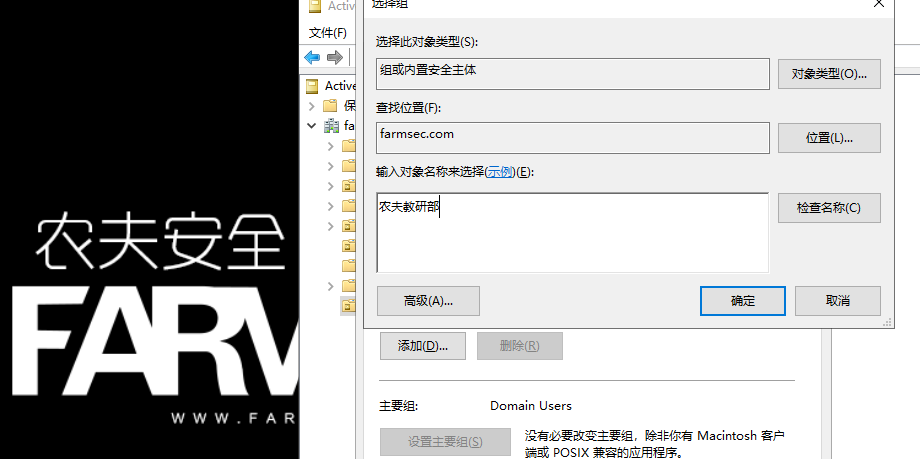 选择组
Active
文件(F)
选择此对象类型(S):
组或内置安全主体
对象类型(O)...
查找位置(F):
farmsec.com
位置(L)...
输入对象名称来选择(示例)(E):
农夫教研部
检查名称(C)
高级(A)...
确定
取消
Active
保
fa
添加(D)...
删除(R)
主要组:
Domain Users
设置主要组(S)
没有必要改变主要组，除非你有 Macintosh 客户
端或 POSIX 兼容的应用程序。
农夫安全
FARM
WWW.FAR